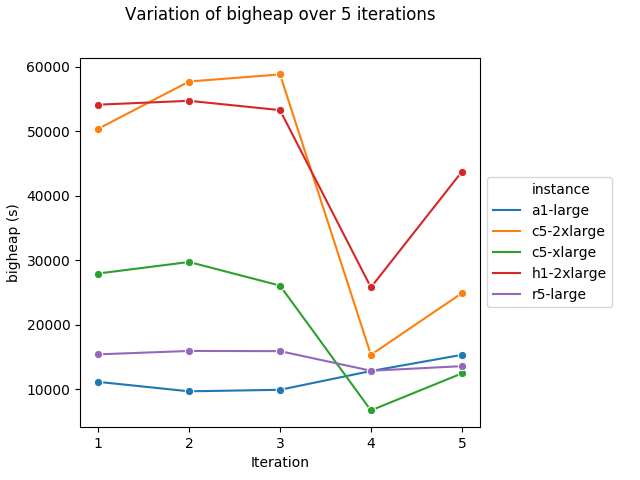 Variation of bigheap over 5 iterations
60000
50000
40000
30000
20000
10000
bigheap (s)
1 2 3 4 5
Iteration
instance
a1-large
c5-2xlarge
c5-xlarge
h1-2xlarge
r5-large